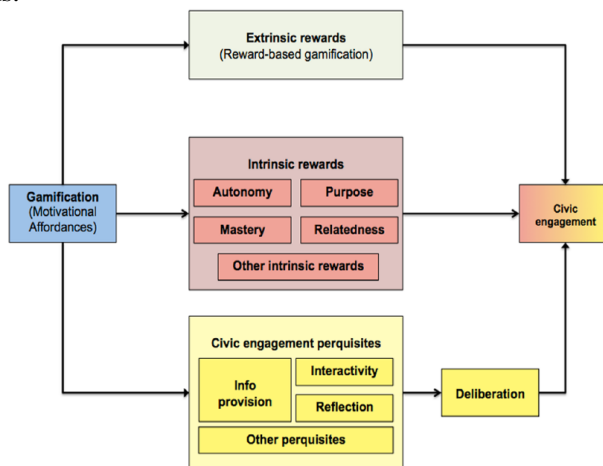 Extrinsic rewards
(Reward-based gamification)
Intrinsic rewards
Autonomy
Purpose
Mastery
Relatedness
Other intrinsic rewards
Gamification
(Motivational
Affordances)
Civic
engagement
Civic engagement perquisites
Info
provision
Interactivity
Reflection
Other perquisites
Deliberation